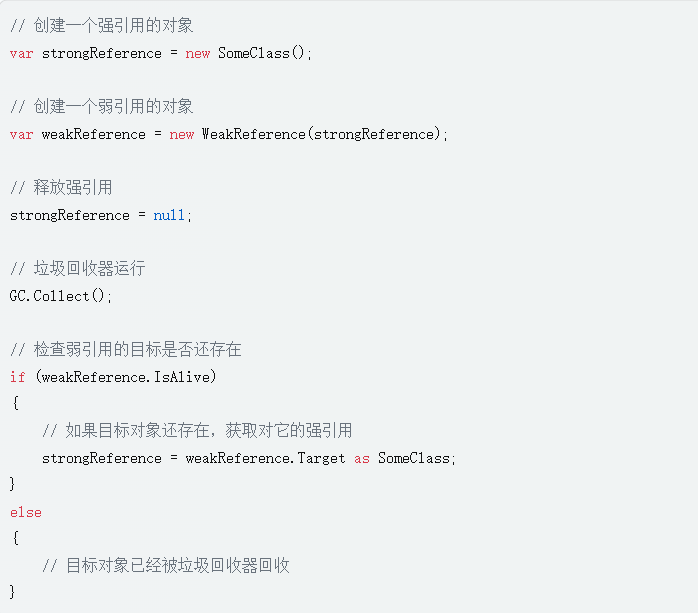 // 创建一个强引用的对象
var strongReference = new SomeClass();
// 创建一个弱引用的对象
var weakReference = new WeakReference(strongReference);
// 释放强引用
strongReference = null;
// 垃圾回收器运行
GC.Collect();
// 检查弱引用的目标是否还存在
if (weakReference.IsAlive)
{
    // 如果目标对象还存在，获取对它的强引用
    strongReference = weakReference.Target as SomeClass;
}
else
{
    // 目标对象已经被垃圾回收器回收
}